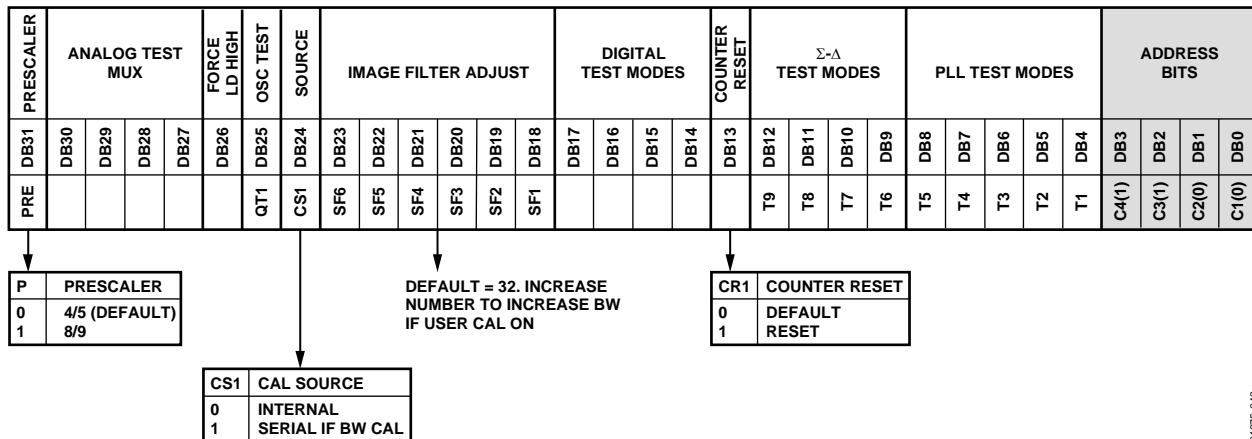 PRESCALER
ANALOG TEST
MUX
FORCE
LD HIGH
OSC TEST
SOURCE
IMAGE FILTER ADJUST
DIGITAL
TEST MODES
COUNTER
RESET
Σ-Δ
TEST MODES
PLL TEST MODES
ADDRESS
BITS
DB31 DB30 DB29 DB28 DB27 DB26 DB25 DB24 DB23 DB22 DB21 DB20 DB19 DB18 DB17 DB16 DB15 DB14 DB13 DB12 DB11 DB10 DB9 DB8 DB7 DB6 DB5 DB4 DB3 DB2 DB1 DB0
PRE QT1 CS1 SF6 SF5 SF4 SF3 SF2 SF1 T9 T8 T7 T6 T5 T4 T3 T2 T1 C4(1) C3(1) C2(0) C1(0)
P PRESCALER
0 4/5 (DEFAULT)
1 8/9
DEFAULT = 32. INCREASE
NUMBER TO INCREASE BW
IF USER CAL ON
CR1 COUNTER RESET
0 DEFAULT
1 RESET
CS1 CAL SOURCE
0 INTERNAL
1 SERIAL IF BW CAL